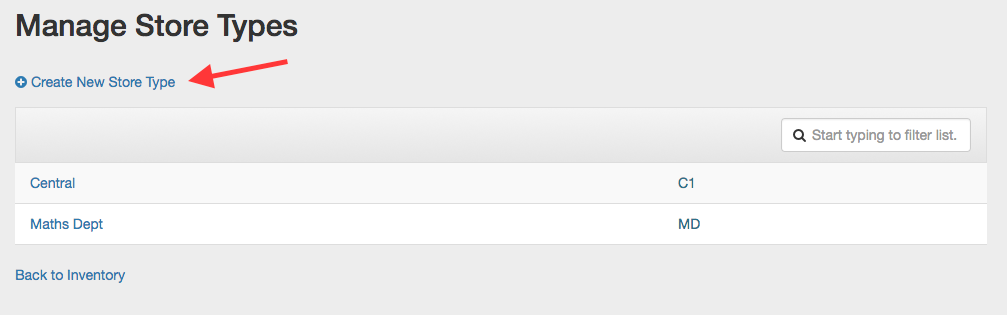 Manage Store Types
Create New Store Type
Start typing to filter list.
Central C1
Maths Dept MD
Back to Inventory